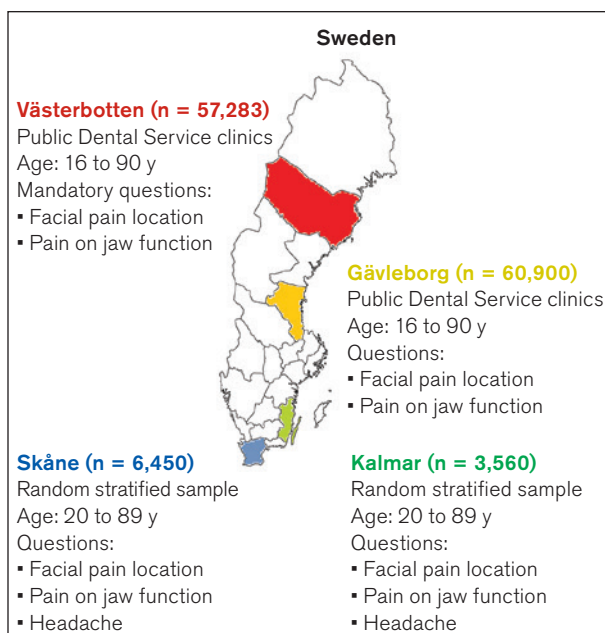 Sweden
Västerbotten (n = 57,283)
Public Dental Service clinics
Age: 16 to 90 y
Mandatory questions:
▪ Facial pain location
▪ Pain on jaw function
Gävleborg (n = 60,900)
Public Dental Service clinics
Age: 16 to 90 y
Questions:
▪ Facial pain location
▪ Pain on jaw function
Skåne (n = 6,450)
Random stratified sample
Age: 20 to 89 y
Questions:
▪ Facial pain location
▪ Pain on jaw function
▪ Headache
Kalmar (n = 3,560)
Random stratified sample
Age: 20 to 89 y
Questions:
▪ Facial pain location
▪ Pain on jaw function
▪ Headache